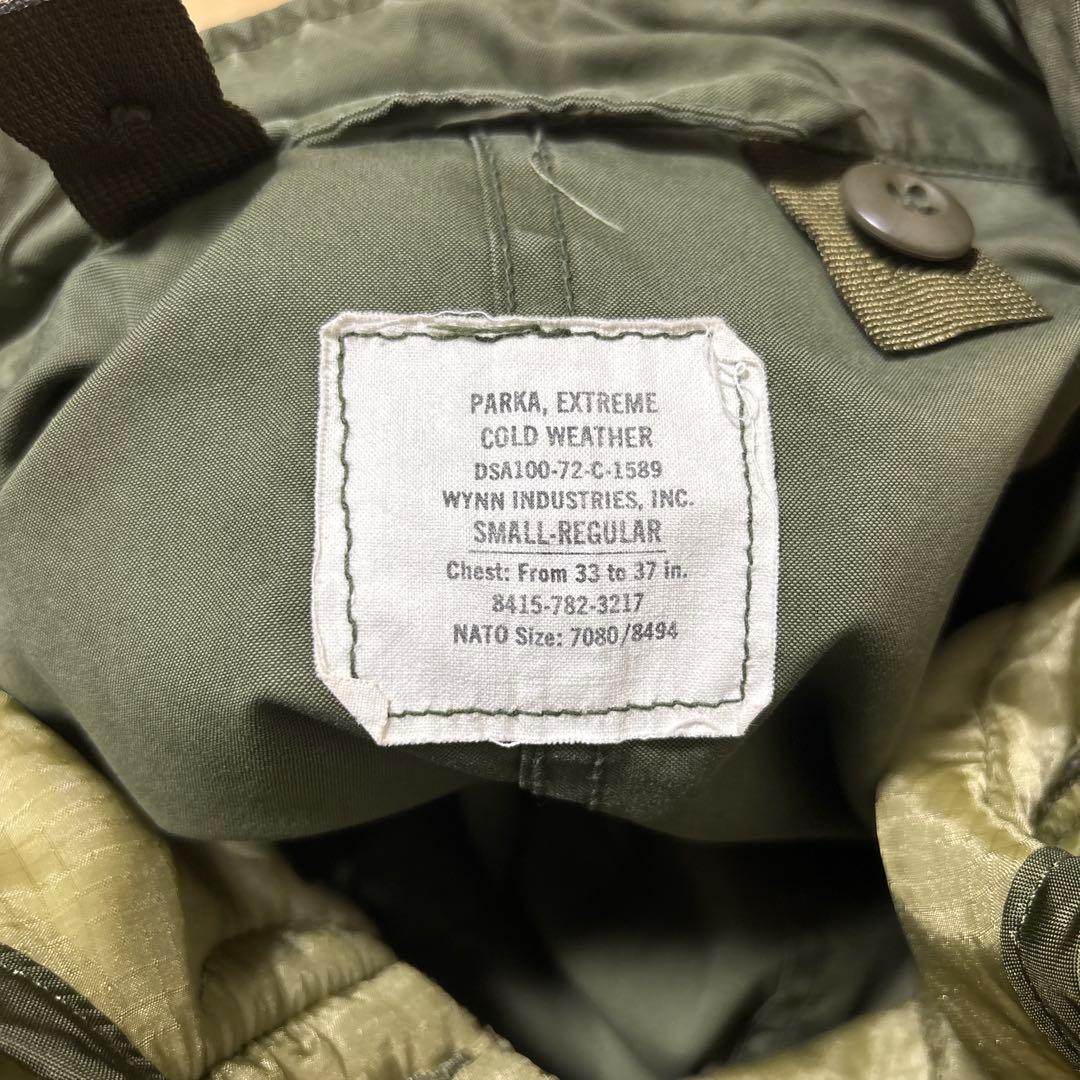 PARKA, EXTREME
COLD WEATHER
DSA100-72-C-1589
WYNN INDUSTRIES, INC.
SMALL-REGULAR
Chest: From 33 to 37 in.
8415-782-3217
NATO Size: 7080/8494